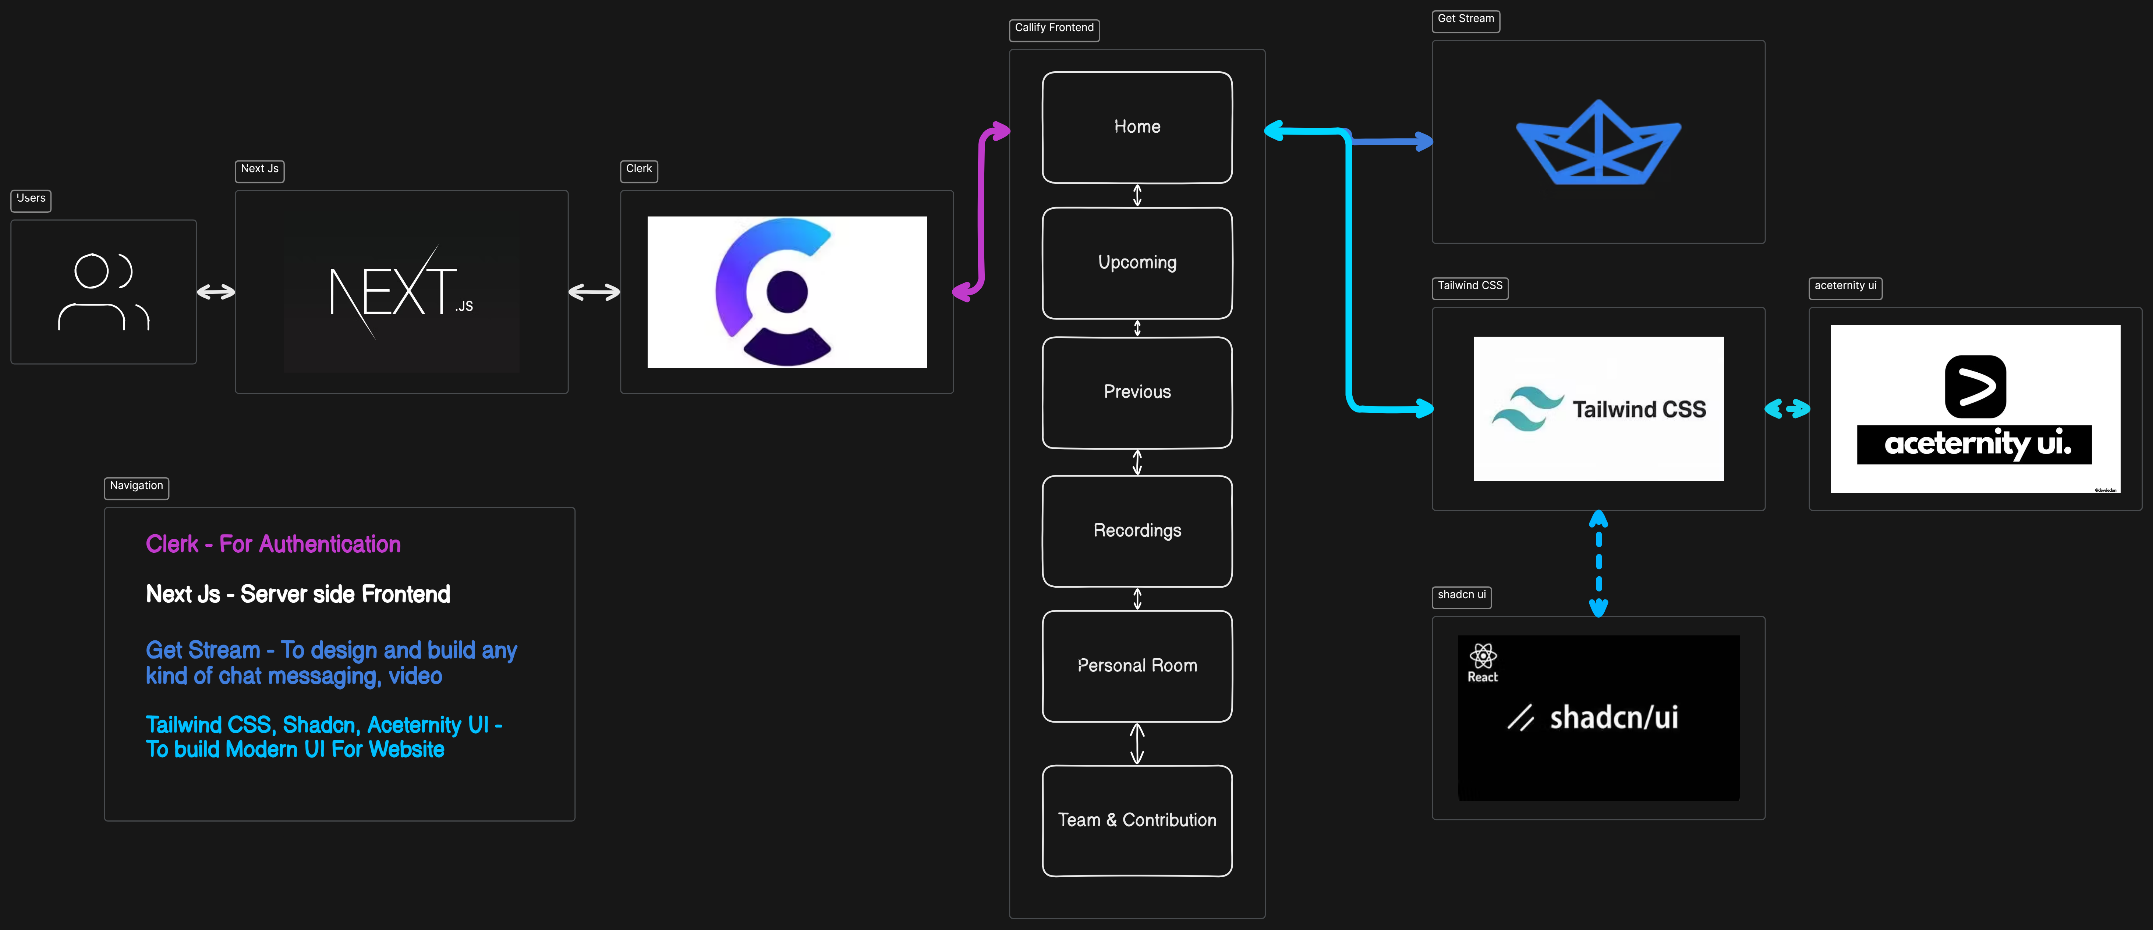 Callify Frontend
Get Stream
Home
Next Js
Clerk
Users
NEXT.JS
Upcoming
Tailwind CSS
aceternity ui
Previous
Tailwind CSS
aceternity ui.
Navigation
Clerk - For Authentication
Next Js - Server side Frontend
Get Stream - To design and build any
kind of chat messaging, video
Tailwind CSS, Shadcn, Aceternity UI -
To build Modern UI For Website
Recordings
Personal Room
Team & Contribution
shadcn ui
React
shadcn/ui